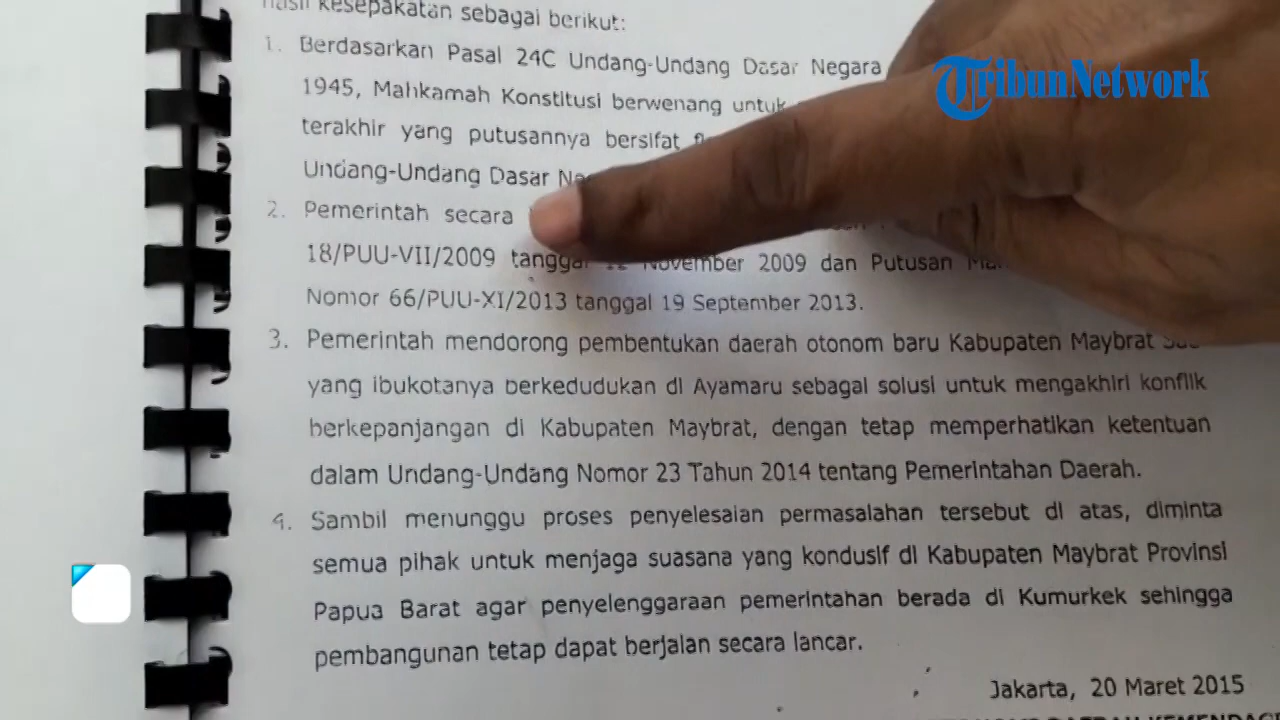 hasil kesepakatan sebagai berikut:
1. Berdasarkan Pasal 24C Undang-Undang Dasar Negara
1945, Mahkamah Konstitusi berwenang untuk
terakhir yang putusannya bersifat
Undang-Undang Dasar
2. Pemerintah secara
18/PUU-VII/2009 tanggal 12 November 2009 dan Putusan
Nomor 66/PUU-XI/2013 tanggal 19 September 2013.
3. Pemerintah mendorong pembentukan daerah otonom baru Kabupaten Maybrat
yang ibukotanya berkedudukan di Ayamaru sebagai solusi untuk mengakhiri konflik
berkepanjangan di Kabupaten Maybrat, dengan tetap memperhatikan ketentuan
dalam Undang-Undang Nomor 23 Tahun 2014 tentang Pemerintahan Daerah.
4. Sambil menunggu proses penyelesaian permasalahan tersebut di atas, diminta
semua pihak untuk menjaga suasana yang kondusif di Kabupaten Maybrat Provinsi
Papua Barat agar penyelenggaraan pemerintahan berada di Kumurkek sehingga
pembangunan tetap dapat berjalan secara lancar.
Jakarta, 20 Maret 2015
TribunNetwork